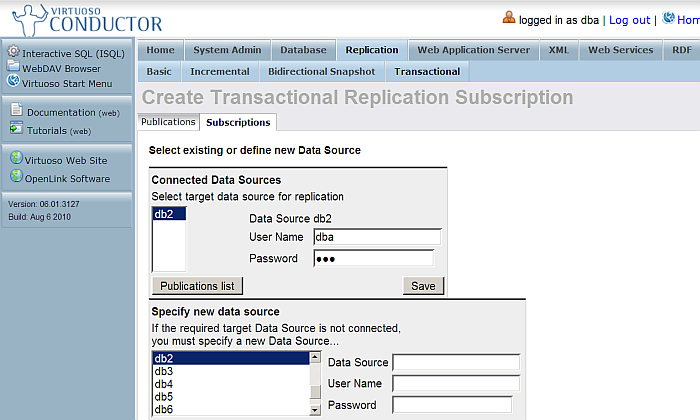 VIRTUOSO
CONDUCTOR
logged in as dba | Log out | Hom
Interactive SQL (ISQL)
WebDAV Browser
Virtuoso Start Menu
Documentation (web)
Tutorials (web)
Virtuoso Web Site
OpenLink Software
Version: 06.01.3127
Build: Aug 6 2010
Home System Admin Database Replication Web Application Server XML Web Services RDF
Basic Incremental Bidirectional Snapshot Transactional
Create Transactional Replication Subscription
Publications Subscriptions
Select existing or define new Data Source
Connected Data Sources
Select target data source for replication
db2
Data Source db2
User Name dba
Password ●●●
Publications list Save
Specify new data source
If the required target Data Source is not connected,
you must specify a new Data Source...
db2
db3
db4
db5
db6
Data Source
User Name
Password